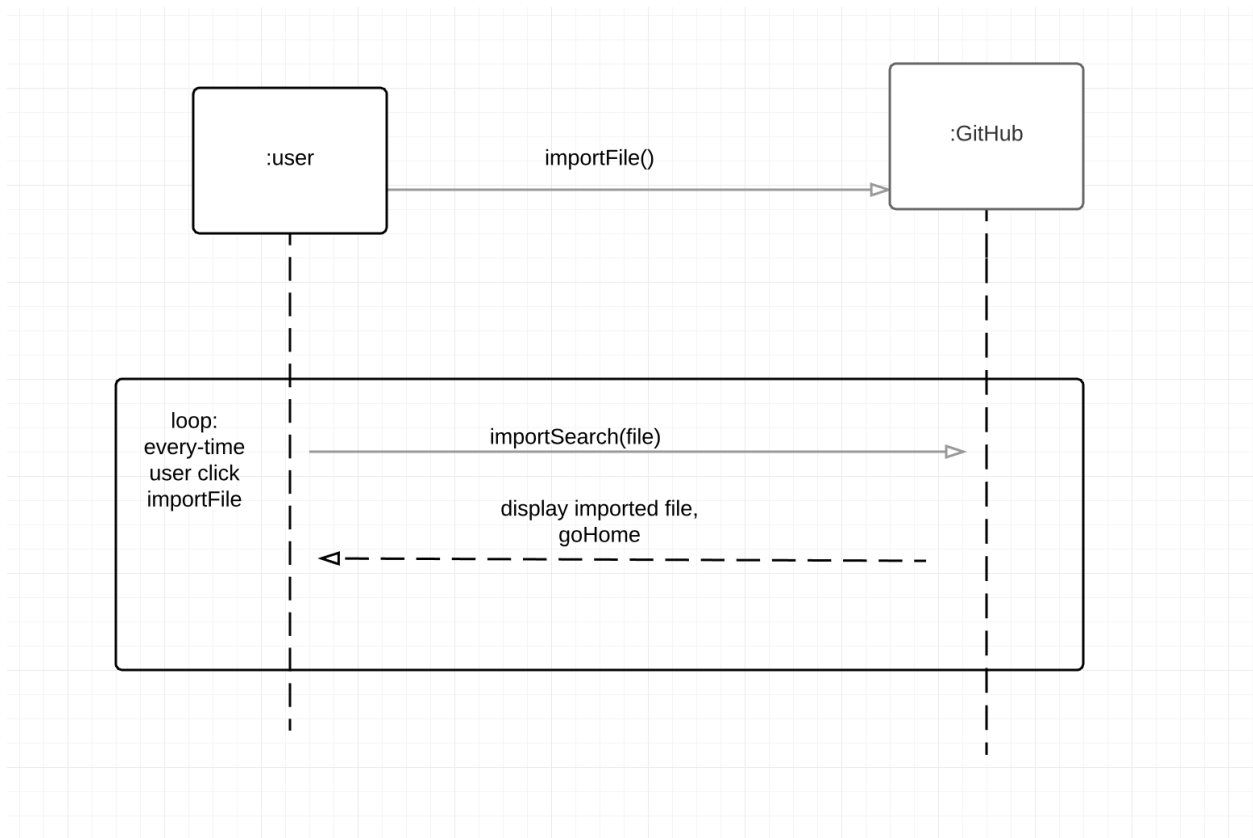 :GitHub
:user
importFile()
loop:
every-time
user click
importFile
importSearch(file)
display imported file,
goHome